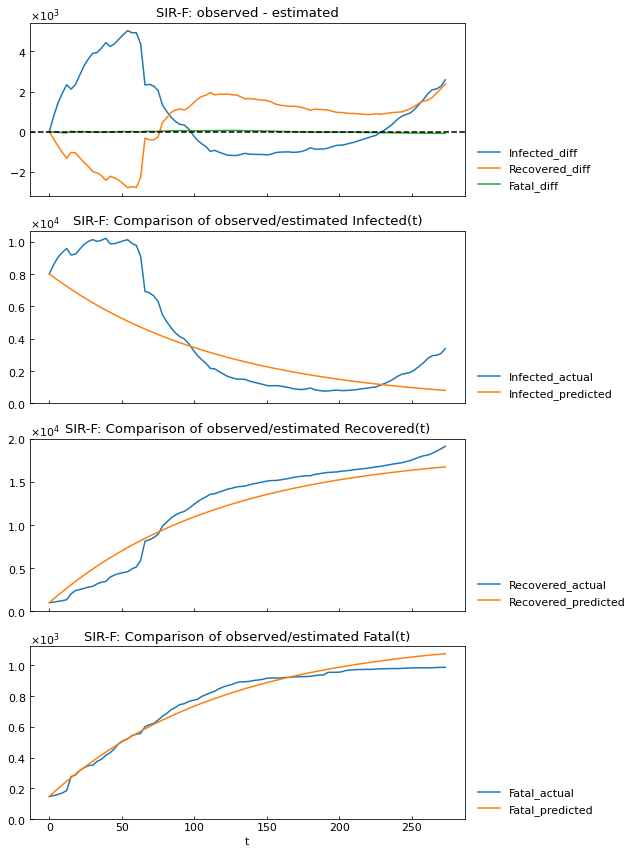 SIR-F: observed - estimated
×10³
4
2
0
−2
Infected_diff
Recovered_diff
Fatal_diff
SIR-F: Comparison of observed/estimated Infected(t)
×10⁴
1.0
0.8
0.6
0.4
0.2
0.0
Infected_actual
Infected_predicted
SIR-F: Comparison of observed/estimated Recovered(t)
×10⁴
2.0
1.5
1.0
0.5
0.0
Recovered_actual
Recovered_predicted
SIR-F: Comparison of observed/estimated Fatal(t)
×10³
1.0
0.8
0.6
0.4
0.2
0.0
Fatal_actual
Fatal_predicted
0 50 100 150 200 250
t